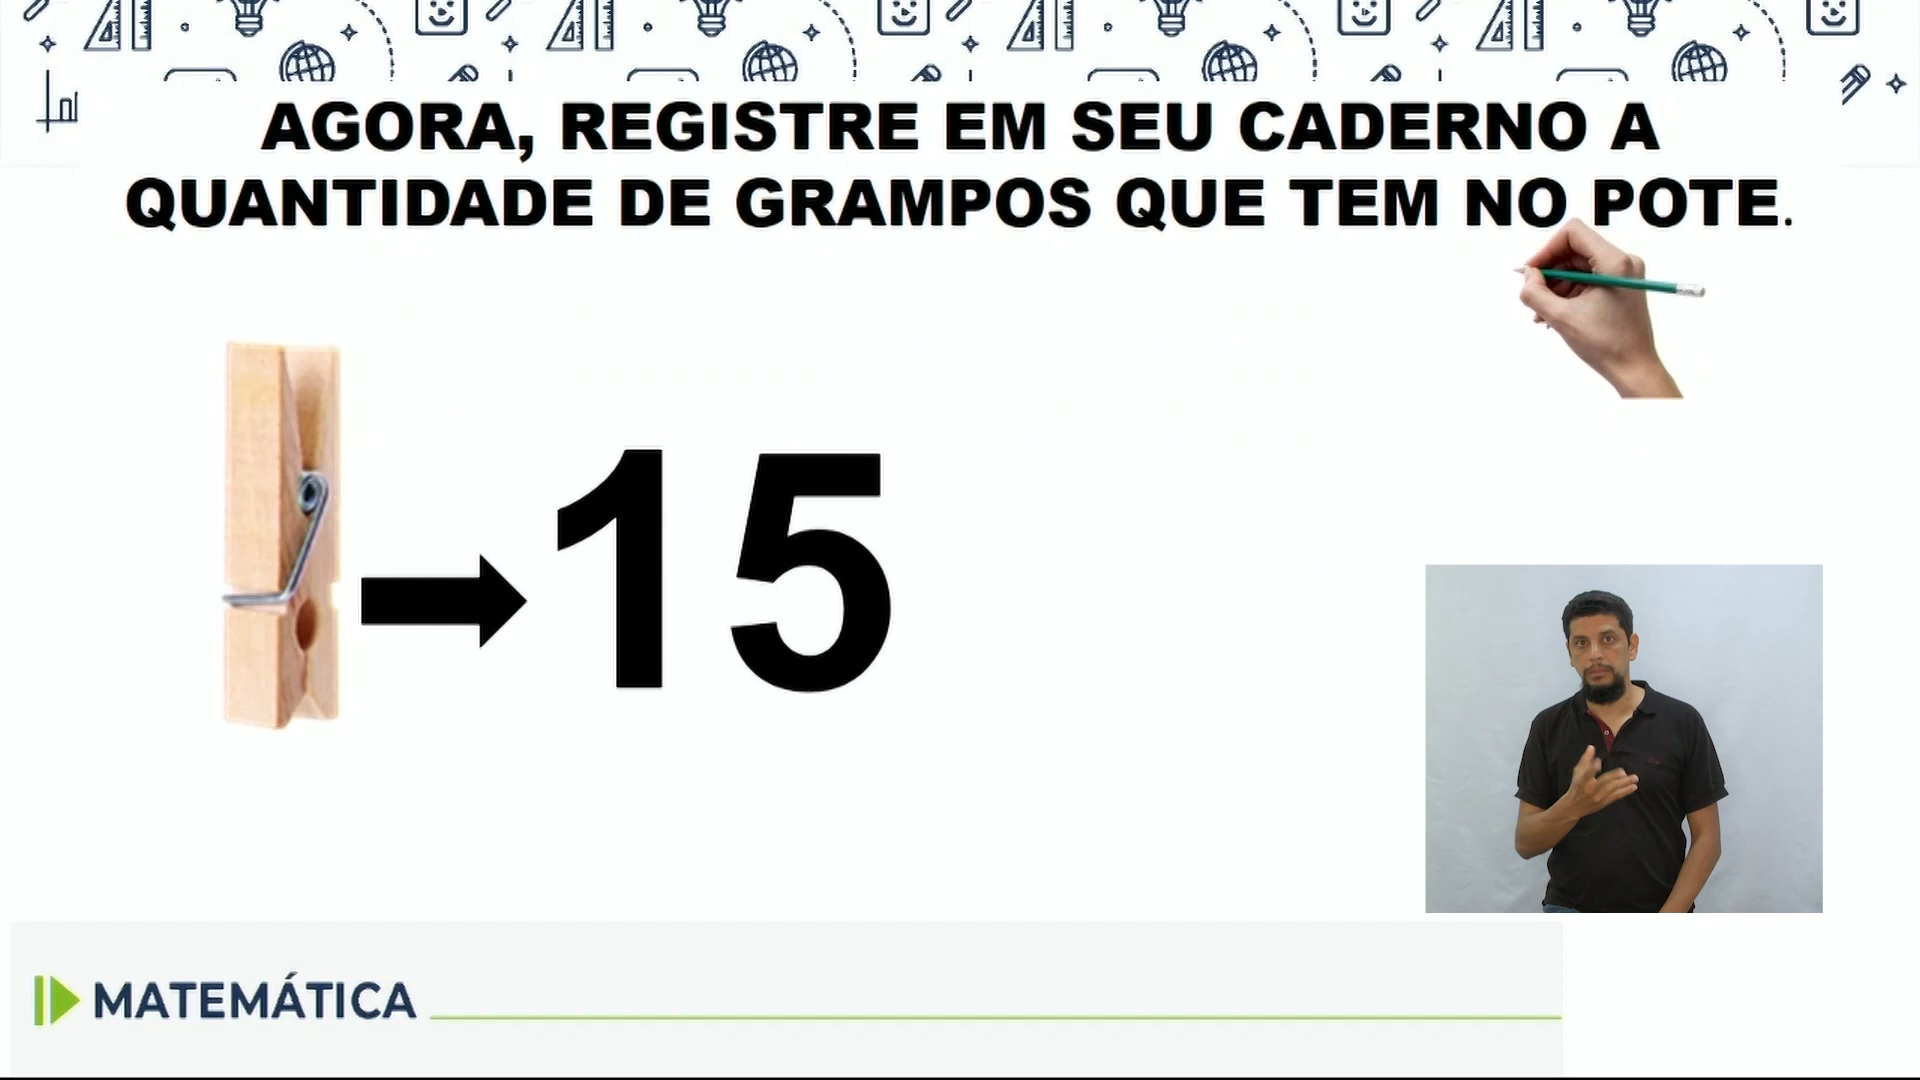 AGORA, REGISTRE EM SEU CADERNO A
QUANTIDADE DE GRAMPOS QUE TEM NO POTE.
15
MATEMÁTICA